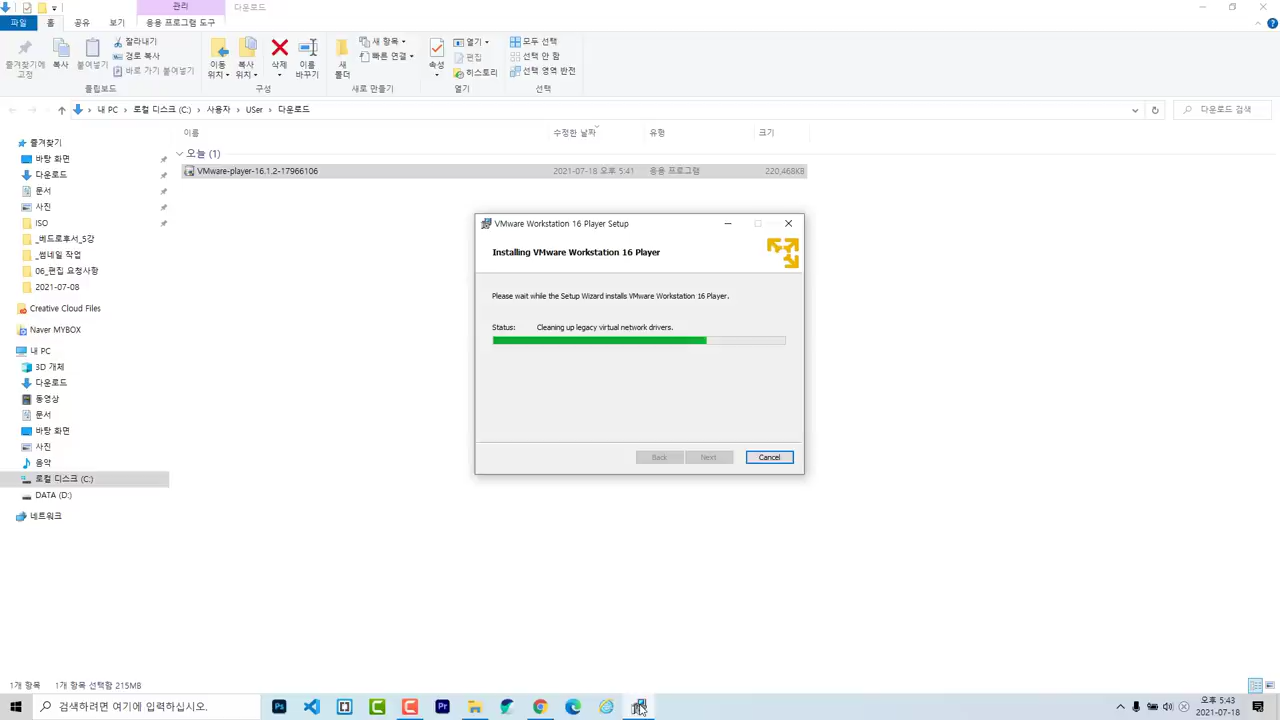 관리
다운로드
파일
홈
공유
보기
응용 프로그램 도구
즐겨찾기에 고정
복사
붙여넣기
잘라내기
경로 복사
바로 가기 붙여넣기
클립보드
이동 위치
복사 위치
삭제
이름 바꾸기
구성
새 폴더
새 항목
빠른 연결
새로 만들기
속성
열기
편집
히스토리
열기
모두 선택
선택 안 함
선택 영역 반전
선택
내 PC > 로컬 디스크 (C:) > 사용자 > USer > 다운로드
다운로드 검색
이름
수정한 날짜
유형
크기
오늘 (1)
VMware-player-16.1.2-17966106
2021-07-18 오후 5:41
응용 프로그램
220,468KB
즐겨찾기
바탕 화면
다운로드
문서
사진
ISO
_베드로후서_5강
_썸네일 작업
06_편집 요청사항
2021-07-08
Creative Cloud Files
Naver MYBOX
내 PC
3D 개체
다운로드
동영상
문서
바탕 화면
사진
음악
로컬 디스크 (C:)
DATA (D:)
네트워크
VMware Workstation 16 Player Setup
Installing VMware Workstation 16 Player
Please wait while the Setup Wizard installs VMware Workstation 16 Player.
Status: Cleaning up legacy virtual network drivers.
Back
Next
Cancel
1개 항목
1개 항목 선택함 215MB
검색하려면 여기에 입력하십시오.
Ps
Pr
오후 5:43
2021-07-18